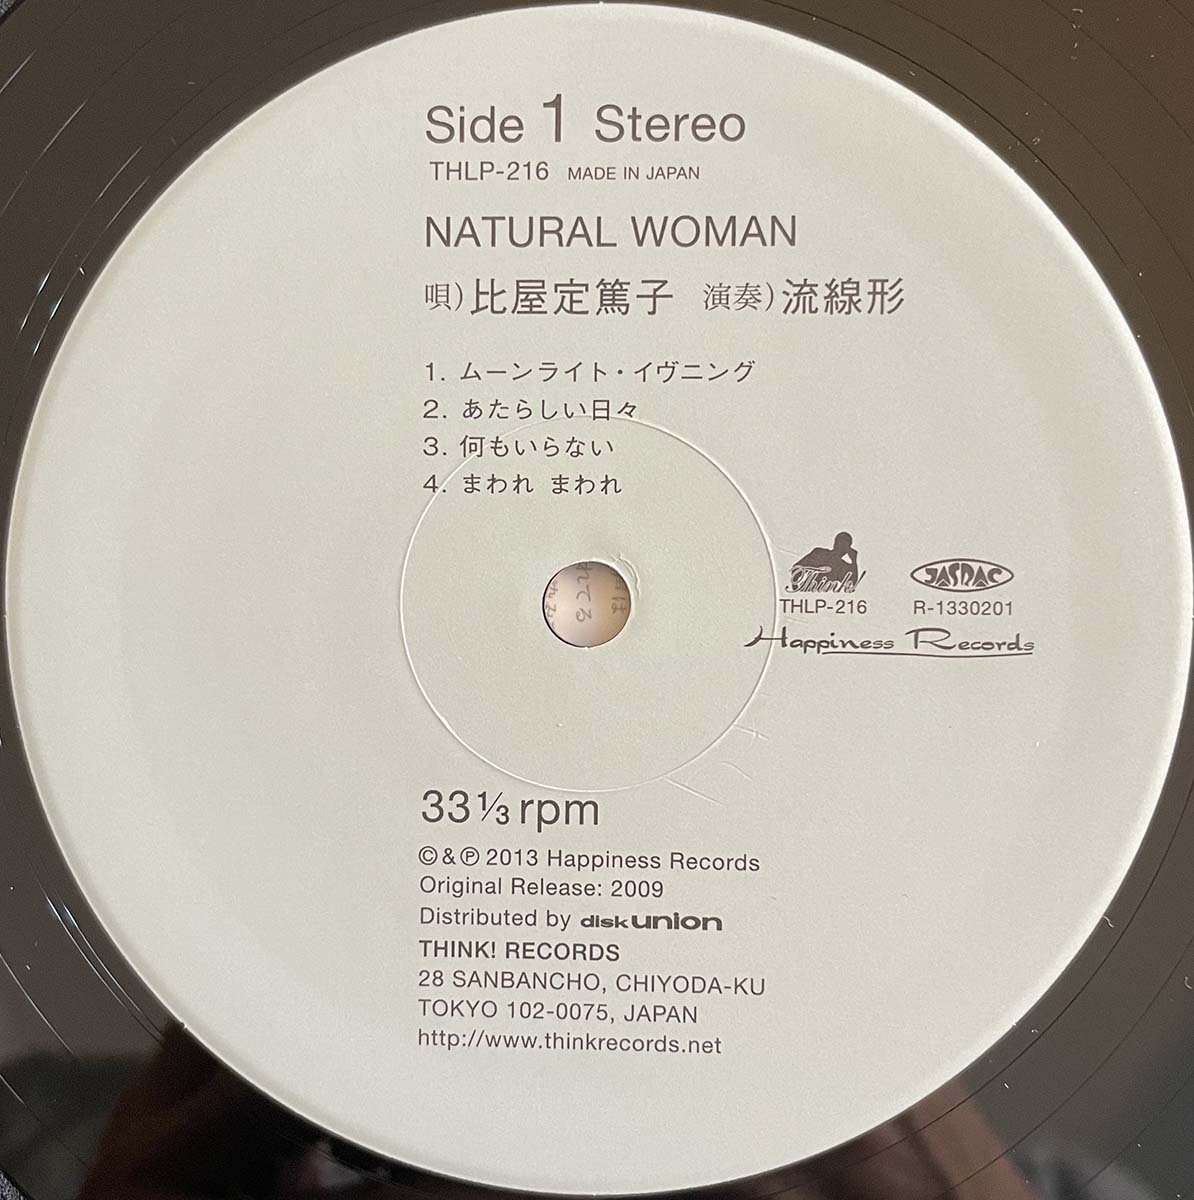 Side 1 Stereo
THLP-216 MADE IN JAPAN
NATURAL WOMAN
唄）比屋定篤子 演奏）流線形
1. ムーンライト・イヴニング
2. あたらしい日々
3. 何もいらない
4. まわれ まわれ
Think!
THLP-216
JASRAC
R-1330201
Happiness Records
33 1/3 rpm
©&℗ 2013 Happiness Records
Original Release: 2009
Distributed by diskunion
THINK! RECORDS
28 SANBANCHO, CHIYODA-KU
TOKYO 102-0075, JAPAN
http://www.thinkrecords.net